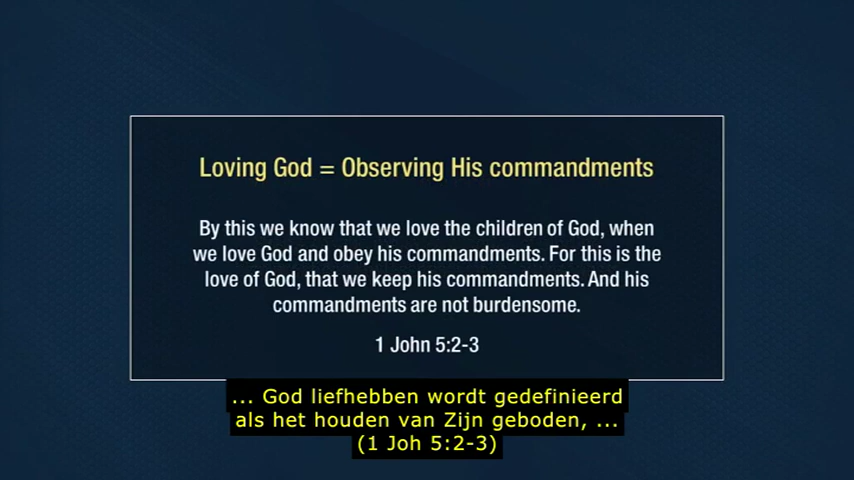 Loving God = Observing His commandments
By this we know that we love the children of God, when
we love God and obey his commandments. For this is the
love of God, that we keep his commandments. And his
commandments are not burdensome.
1 John 5:2-3
... God liefhebben wordt gedefinieerd
als het houden van Zijn geboden, ...
(1 Joh 5:2-3)